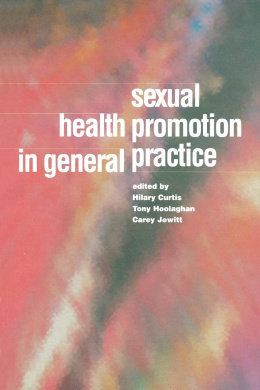 sexual
health promotion
in general practice
edited by
Hilary Curtis
Tony Hoolaghan
Carey Jewitt